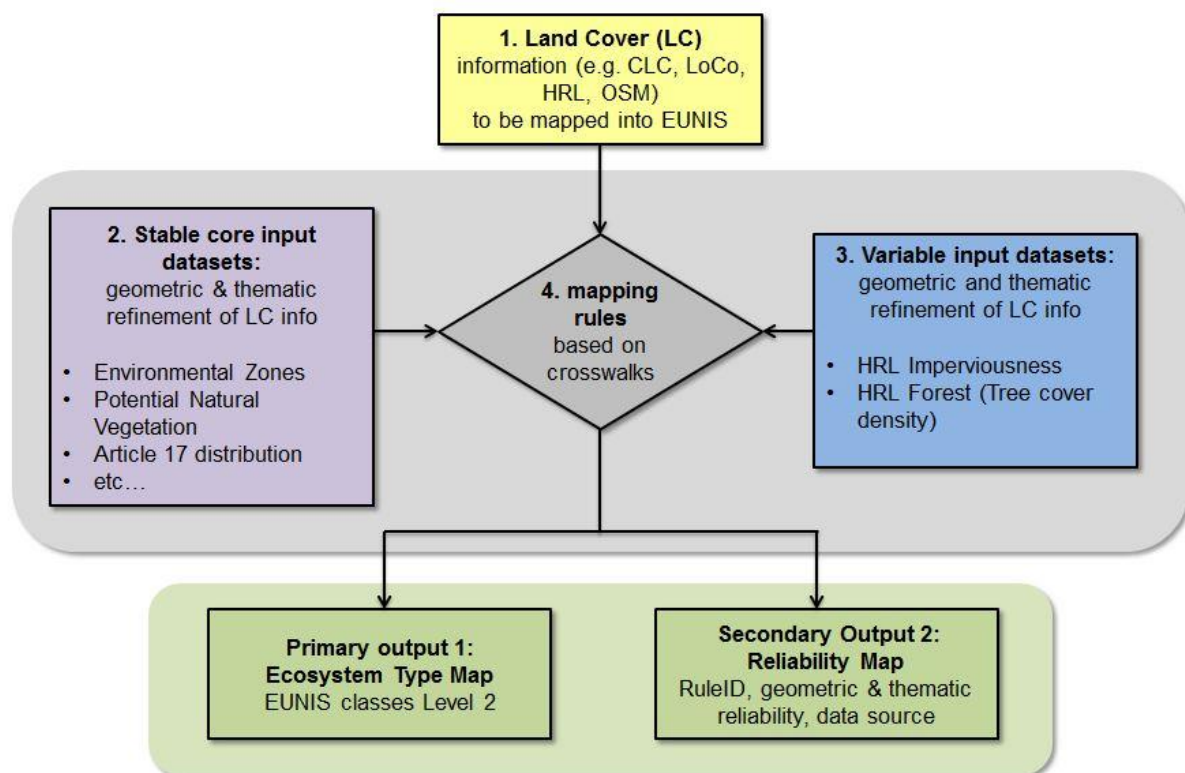 1. Land Cover (LC)
information (e.g. CLC, LoCo,
HRL, OSM)
to be mapped into EUNIS
2. Stable core input
datasets:
geometric & thematic
refinement of LC info
• Environmental Zones
• Potential Natural
Vegetation
• Article 17 distribution
• etc…
4. mapping
rules
based on
crosswalks
3. Variable input datasets:
geometric and thematic
refinement of LC info
• HRL Imperviousness
• HRL Forest (Tree cover
density)
Primary output 1:
Ecosystem Type Map
EUNIS classes Level 2
Secondary Output 2:
Reliability Map
RuleID, geometric & thematic
reliability, data source